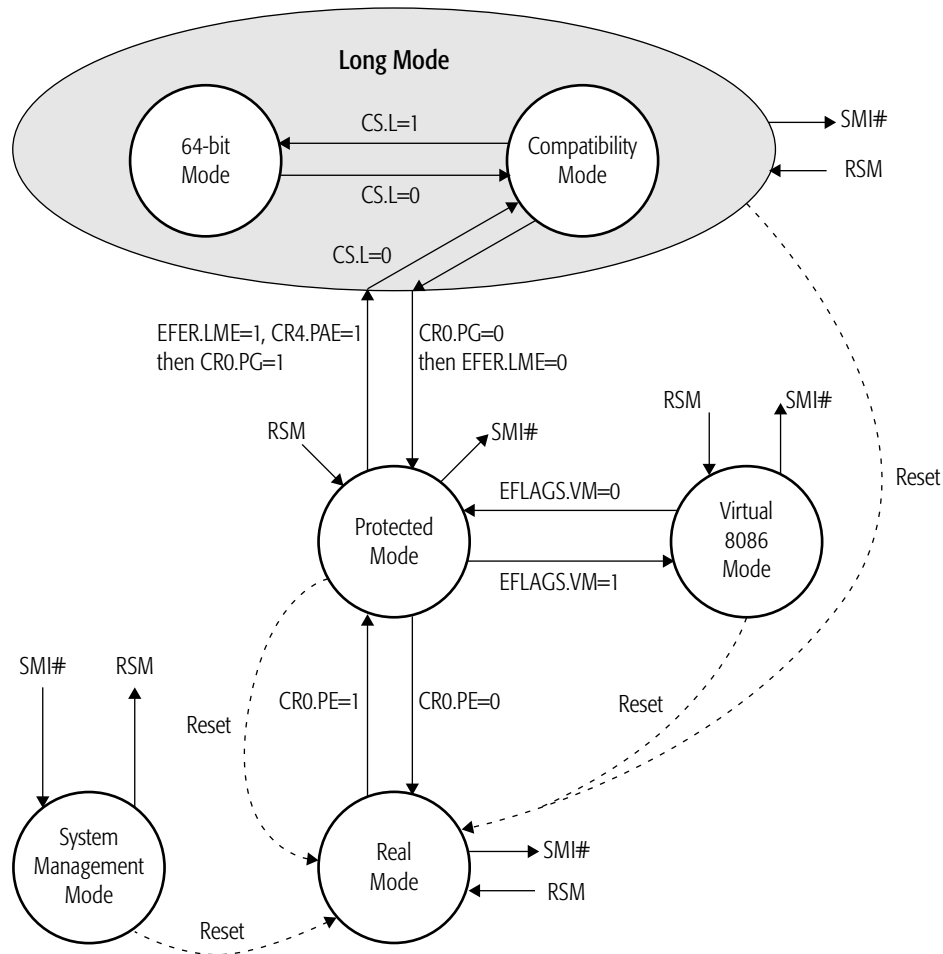 Long Mode
CS.L=1
SMI#
64-bit
Mode
Compatibility
Mode
RSM
CS.L=0
CS.L=0
EFER.LME=1, CR4.PAE=1
then CR0.PG=1
CR0.PG=0
then EFER.LME=0
RSM
SMI#
RSM
SMI#
Reset
EFLAGS.VM=0
Protected
Mode
Virtual
8086
Mode
EFLAGS.VM=1
SMI#
RSM
Reset
CR0.PE=1
CR0.PE=0
Reset
System
Management
Mode
Real
Mode
SMI#
RSM
Reset